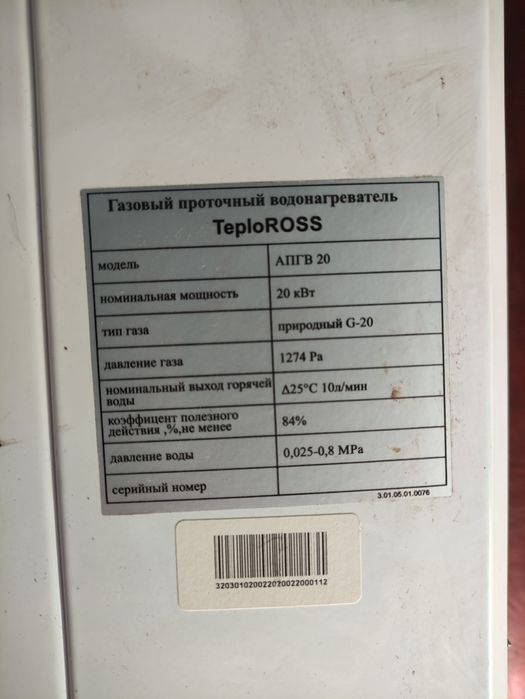 Газовый проточный водонагреватель
TeploROSS
модель АПГВ 20
номинальная мощность 20 кВт
тип газа природный G-20
давление газа 1274 Pa
номинальный выход горячей
воды Δ25°C 10л/мин
коэффицент полезного
действия ,%,не менее 84%
давление воды 0,025-0,8 MPa
серийный номер
3.01.05.01.0076
320301020022020022000112